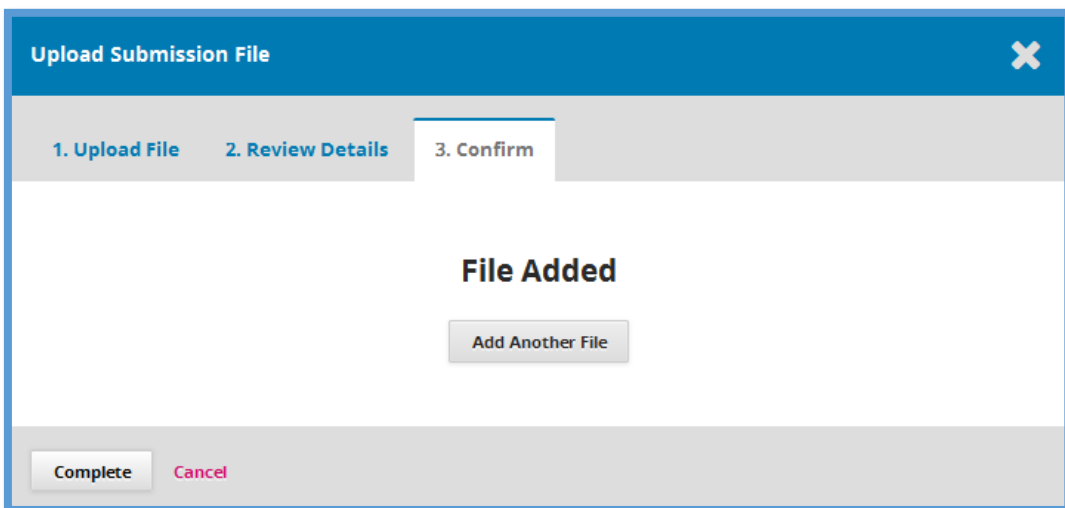 Upload Submission File
1. Upload File 2. Review Details 3. Confirm
File Added
Add Another File
Complete Cancel